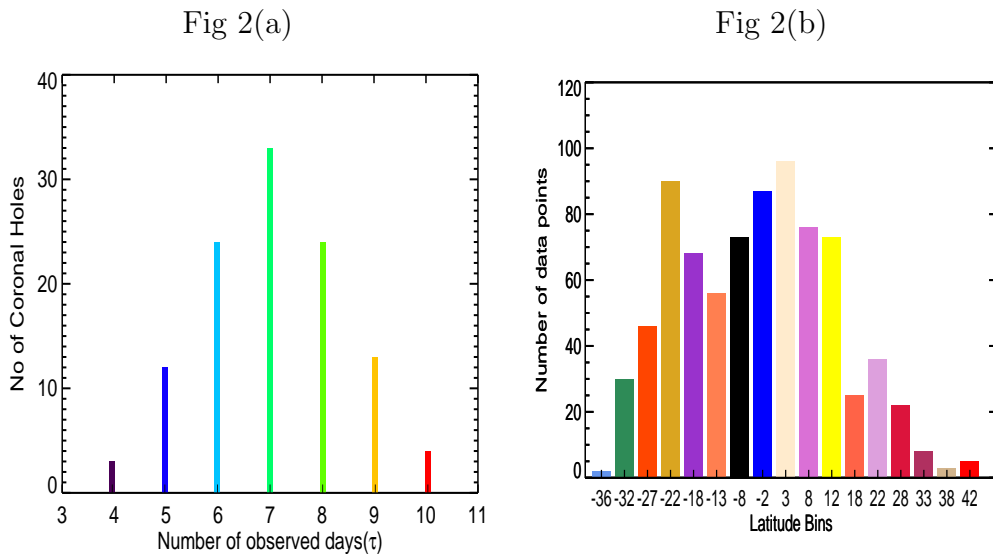 Fig 2(a)
Fig 2(b)
No of Coronal Holes
40
30
20
10
0
3 4 5 6 7 8 9 10 11
Number of observed days(τ)
Number of data points
120
100
80
60
40
20
0
-36 -32 -27 -22 -18 -13 -8 -2 3 8 12 18 22 28 33 38 42
Latitude Bins